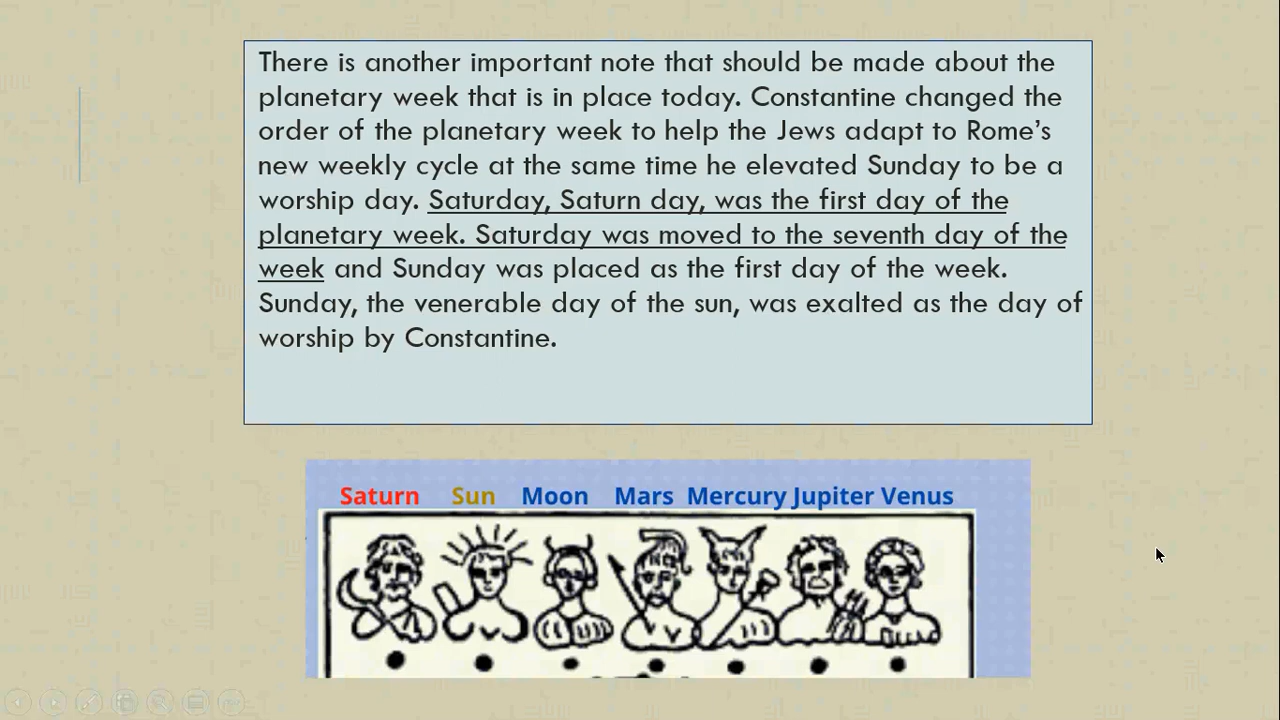 There is another important note that should be made about the
planetary week that is in place today. Constantine changed the
order of the planetary week to help the Jews adapt to Rome’s
new weekly cycle at the same time he elevated Sunday to be a
worship day. Saturday, Saturn day, was the first day of the
planetary week. Saturday was moved to the seventh day of the
week and Sunday was placed as the first day of the week.
Sunday, the venerable day of the sun, was exalted as the day of
worship by Constantine.
Saturn Sun Moon Mars Mercury Jupiter Venus